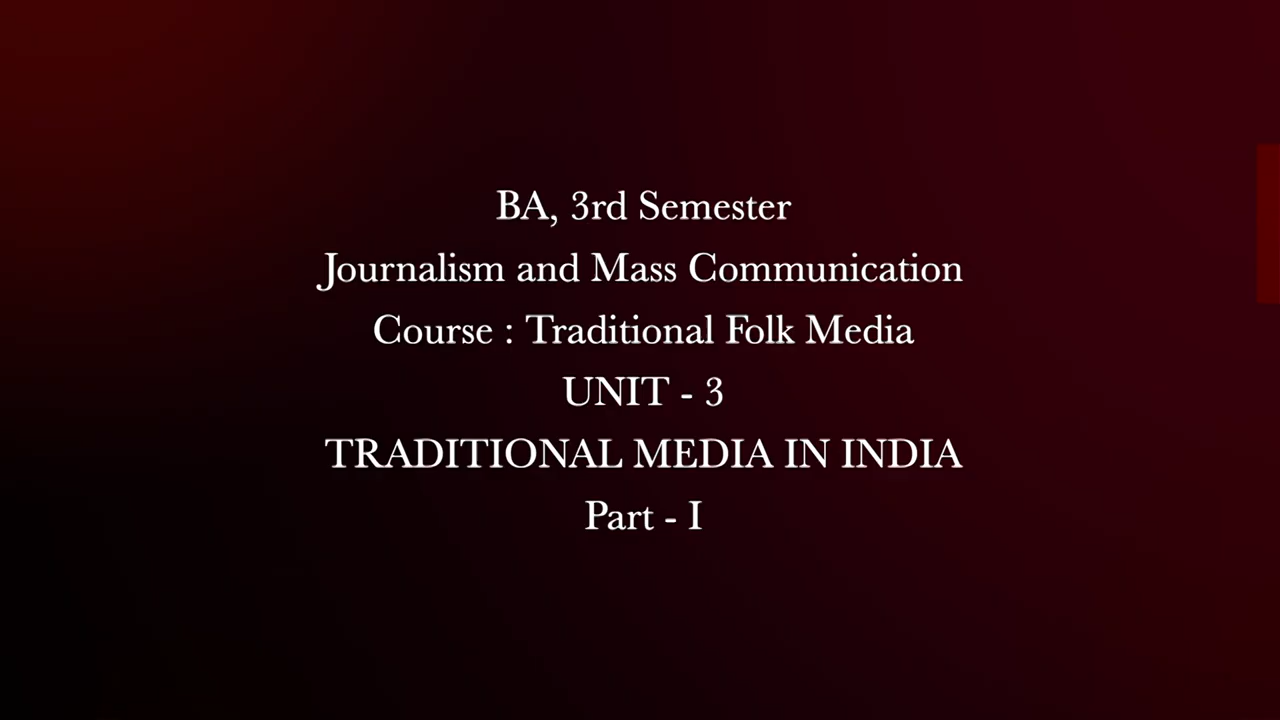 BA, 3rd Semester
Journalism and Mass Communication
Course : Traditional Folk Media
UNIT - 3
TRADITIONAL MEDIA IN INDIA
Part - I